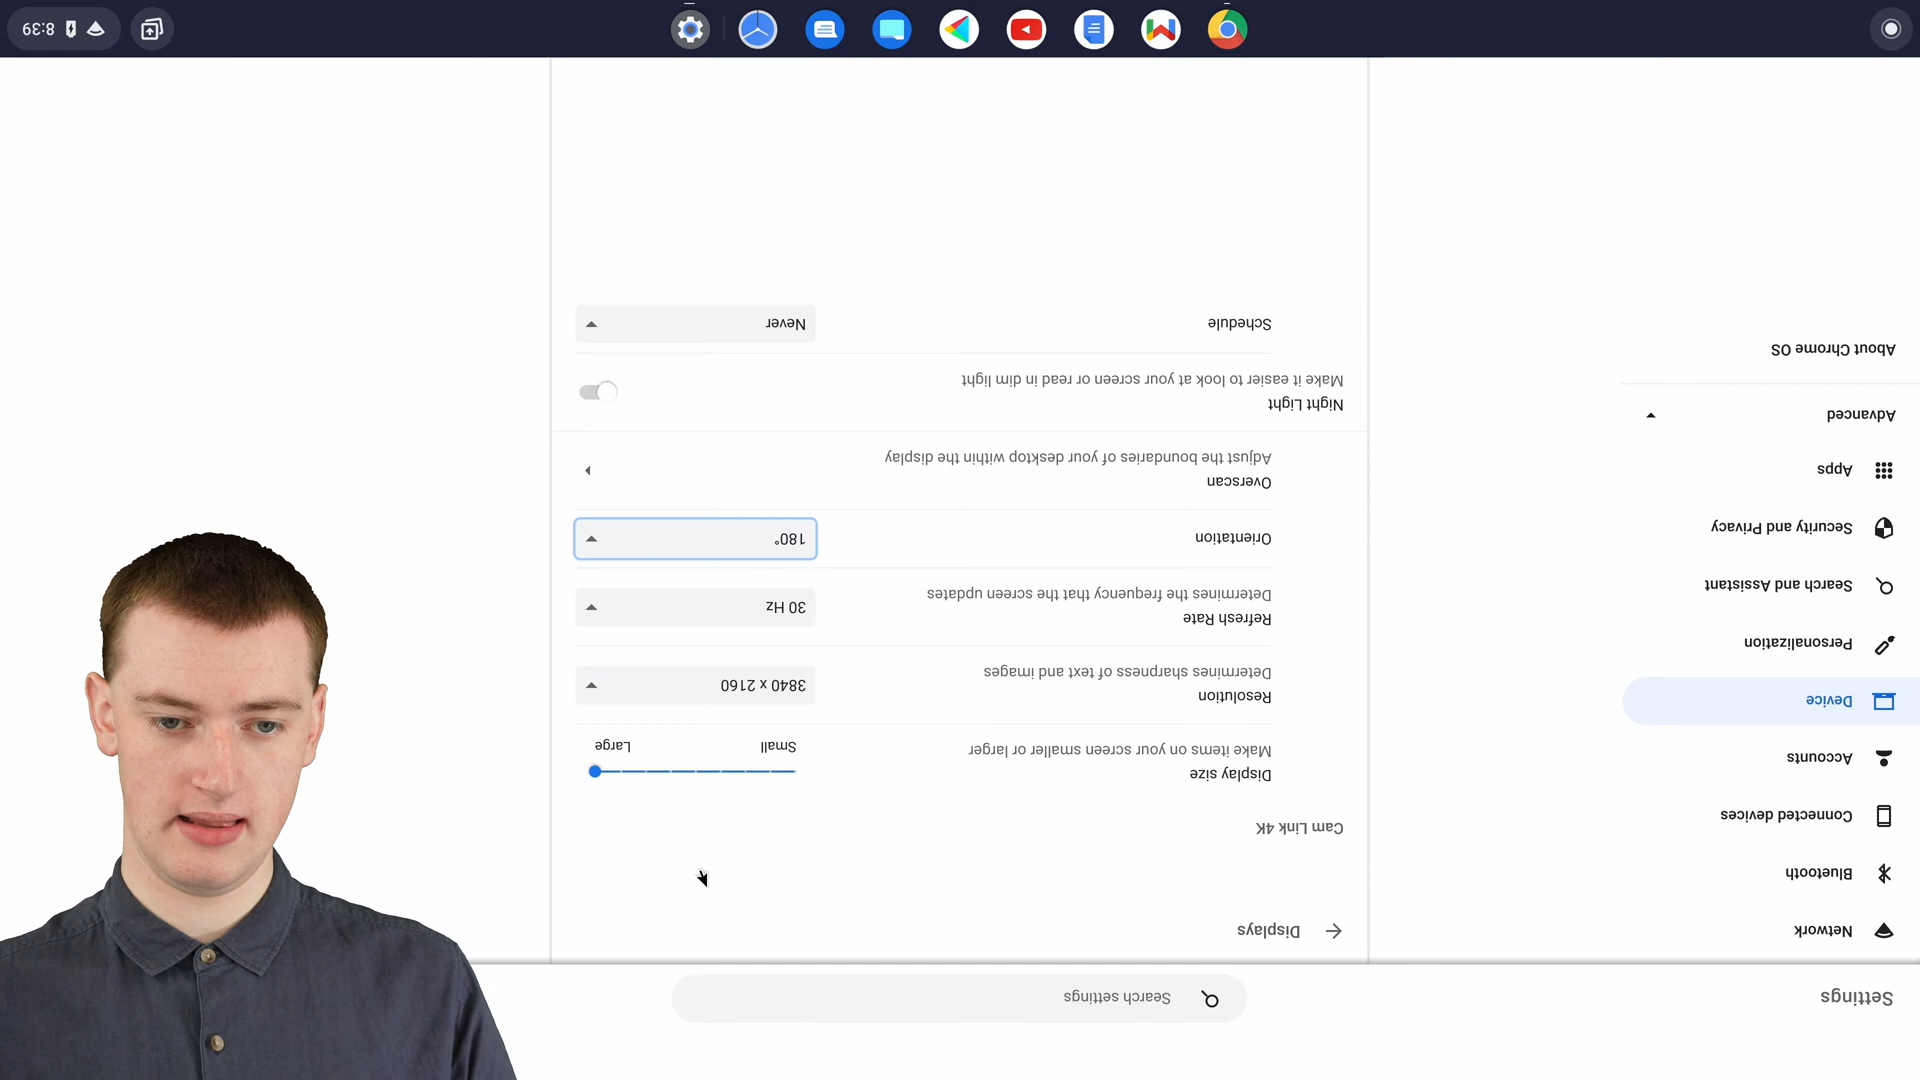 Settings
Search settings
Network
Bluetooth
Connected devices
Accounts
Device
Personalization
Search and Assistant
Security and Privacy
Apps
Advanced
About Chrome OS
Displays
Cam Link 4K
Display size
Make items on your screen smaller or larger
Small
Large
Resolution
Determines sharpness of text and images
3840 x 2160
Refresh Rate
Determines the frequency that the screen updates
30 Hz
Orientation
180°
Overscan
Adjust the boundaries of your desktop within the display
Night Light
Make it easier to look at your screen or read in dim light
Schedule
Never
8:39